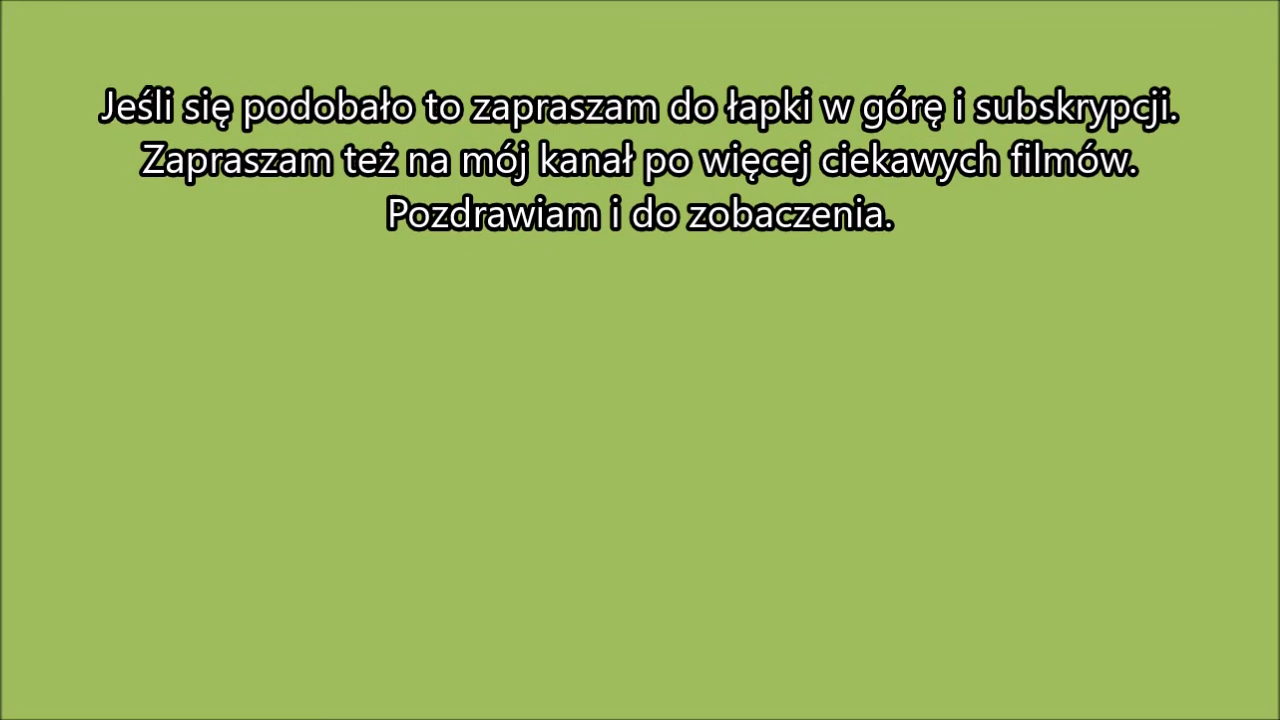 Jeśli się podobało to zapraszam do łapki w górę i subskrypcji.
Zapraszam też na mój kanał po więcej ciekawych filmów.
Pozdrawiam i do zobaczenia.